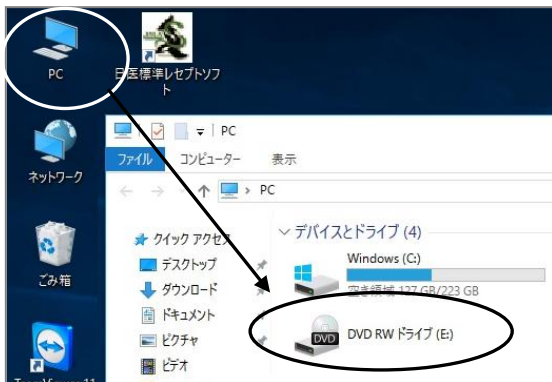 PC
日医標準レセプトソフ
ト
ネットワーク
ごみ箱
PC
ファイル
コンピューター
表示
PC
クイック アクセス
デスクトップ
ダウンロード
ドキュメント
ピクチャ
ビデオ
デバイスとドライブ (4)
Windows (C:)
空き領域 127 GB/223 GB
DVD
DVD RW ドライブ (E:)